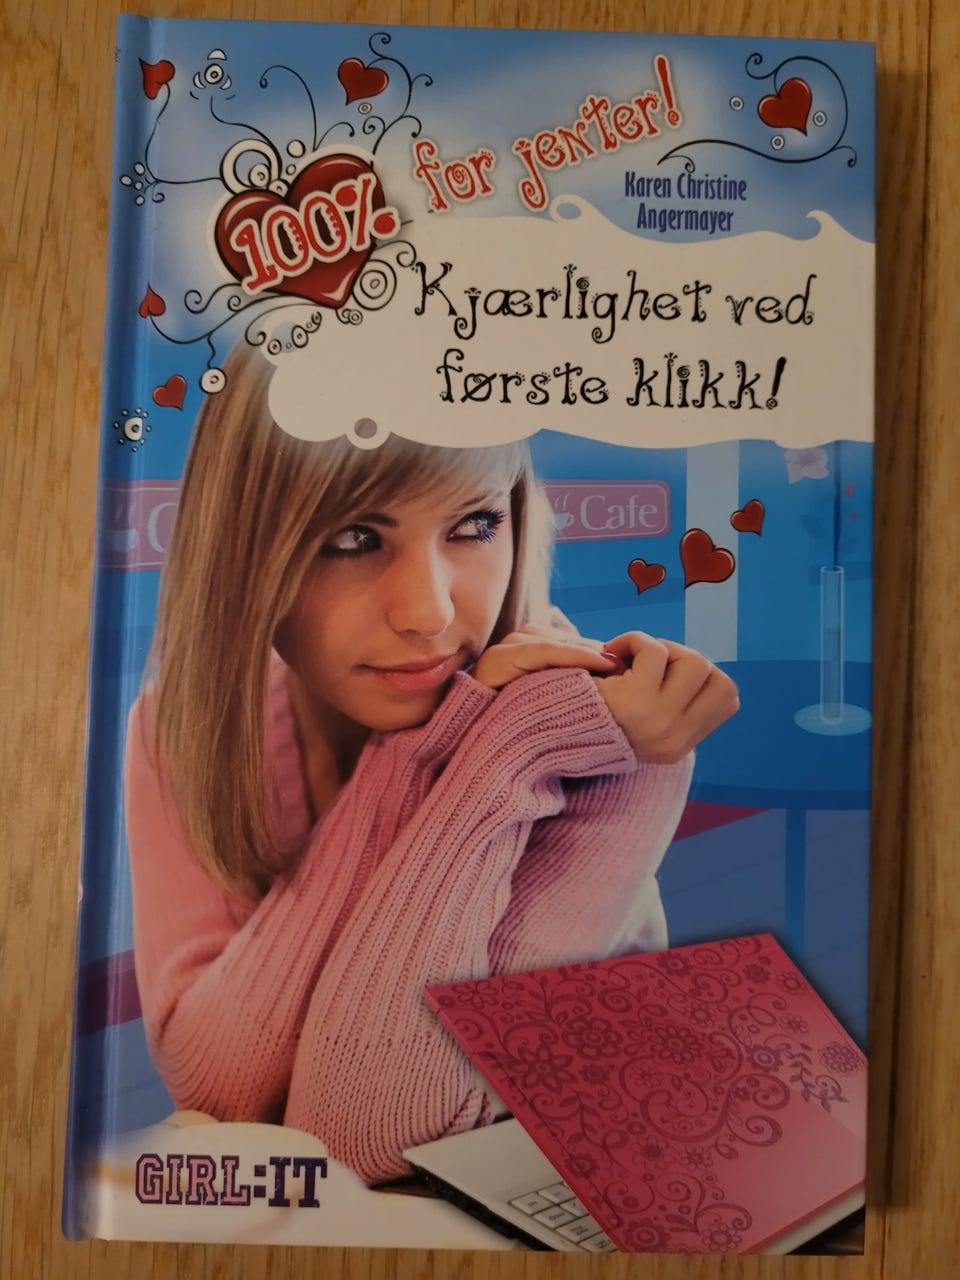 100% for jenter!
Karen Christine
Angermayer
Kjærlighet ved
første klikk!
Cafe
GIRL:IT